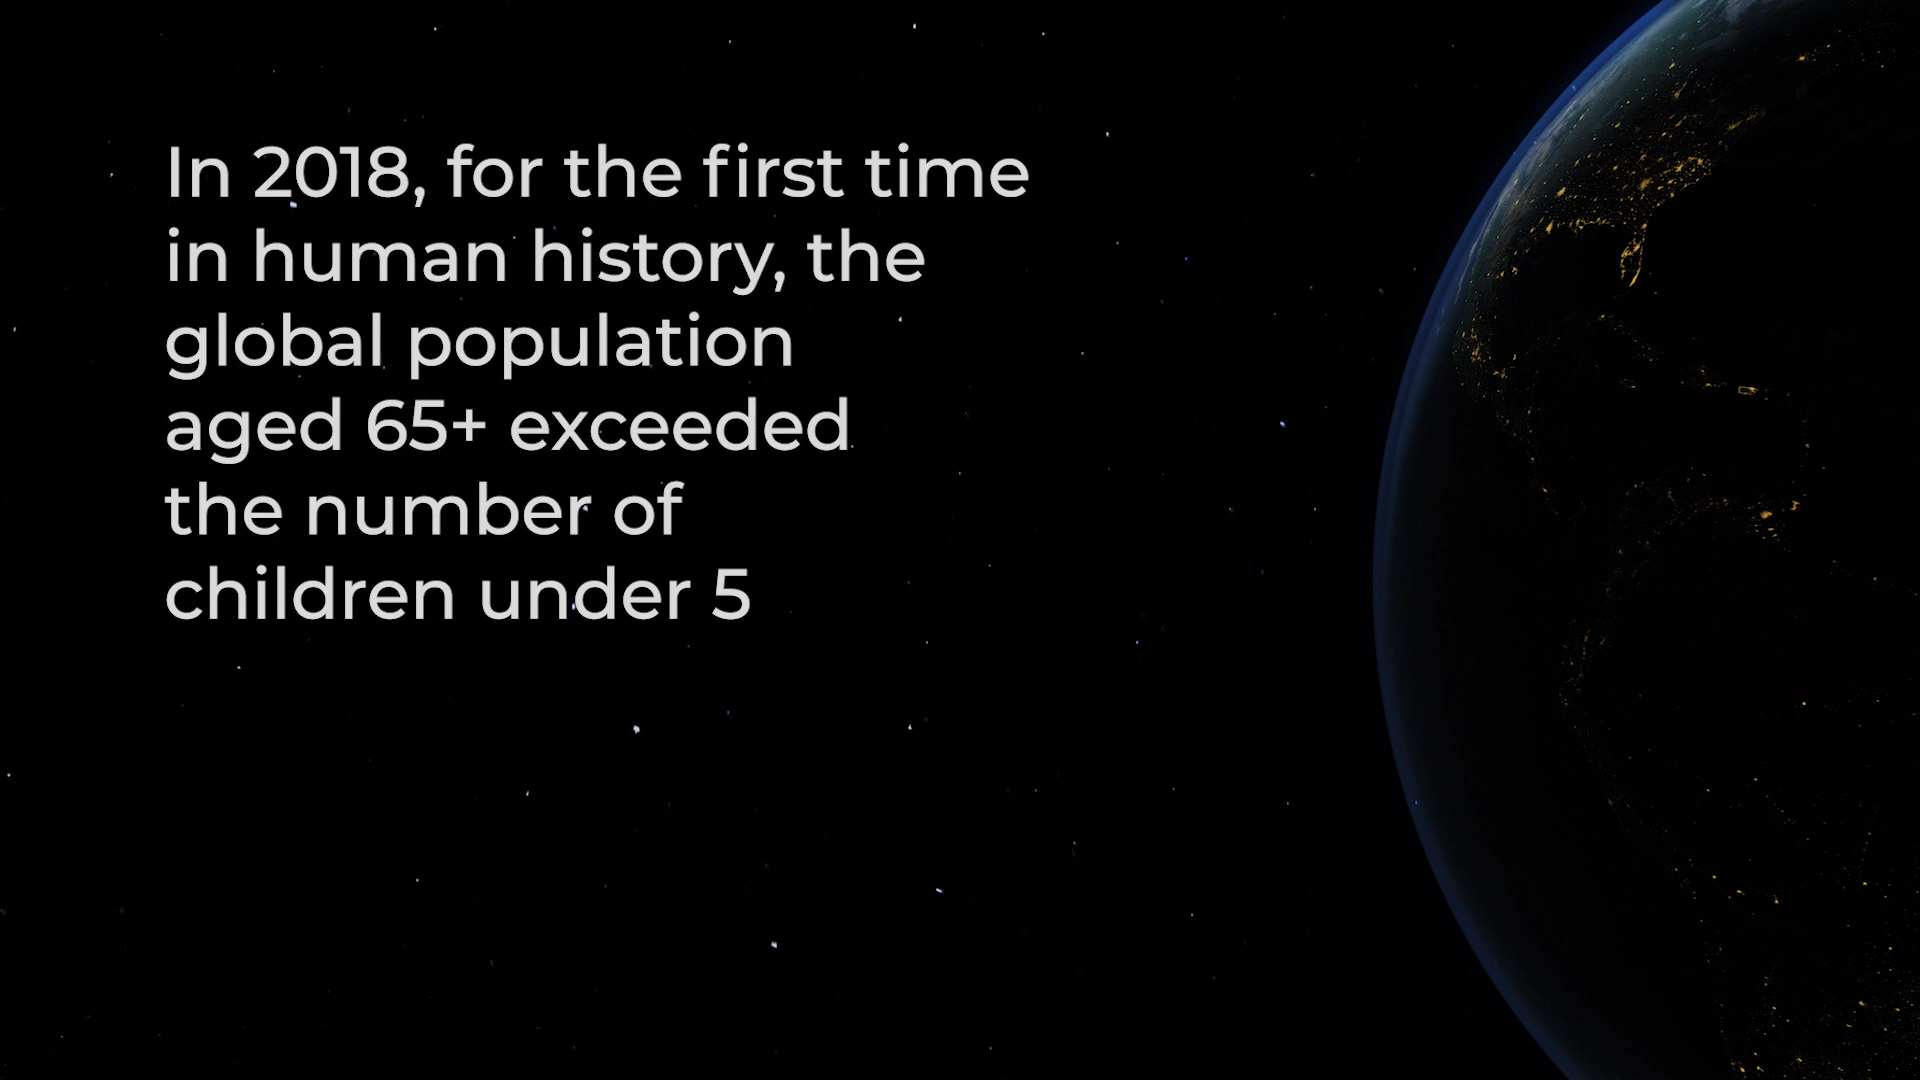 In 2018, for the first time
in human history, the
global population
aged 65+ exceeded
the number of
children under 5